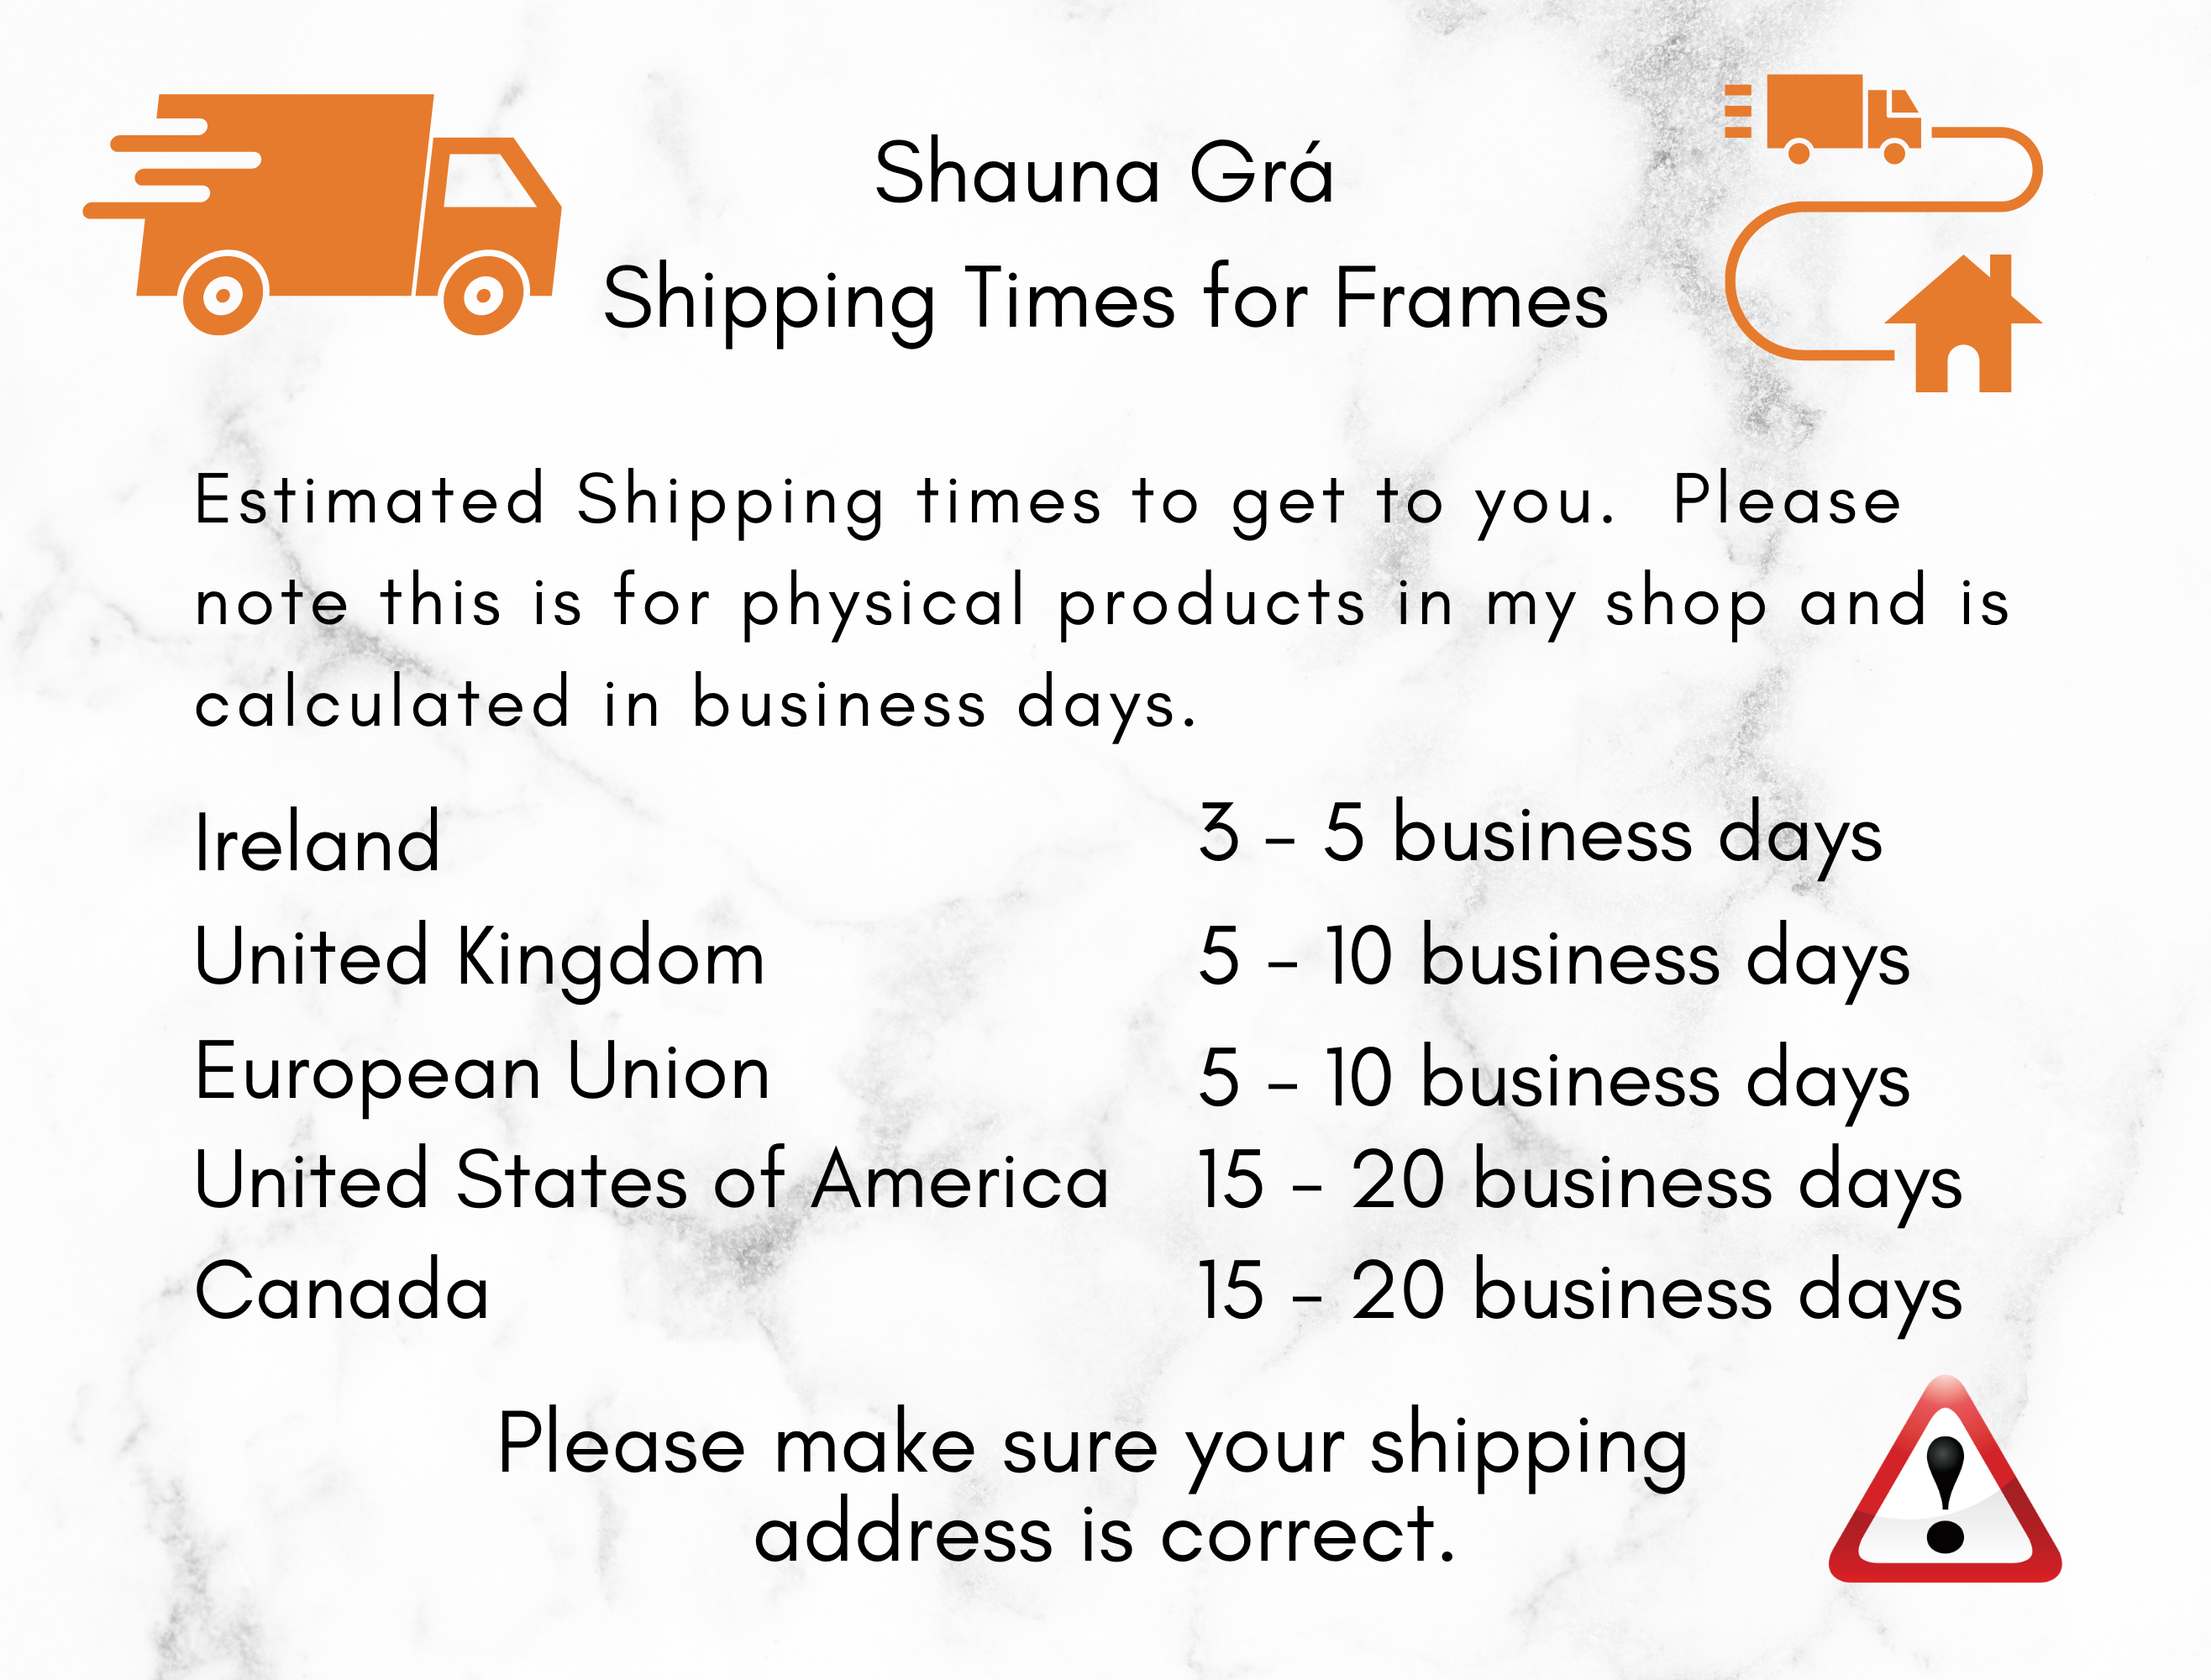 Shauna Grá
Shipping Times for Frames
Estimated Shipping times to get to you.  Please
note this is for physical products in my shop and is
calculated in business days.
Ireland 3 - 5 business days
United Kingdom 5 - 10 business days
European Union 5 - 10 business days
United States of America 15 - 20 business days
Canada 15 - 20 business days
Please make sure your shipping
address is correct.